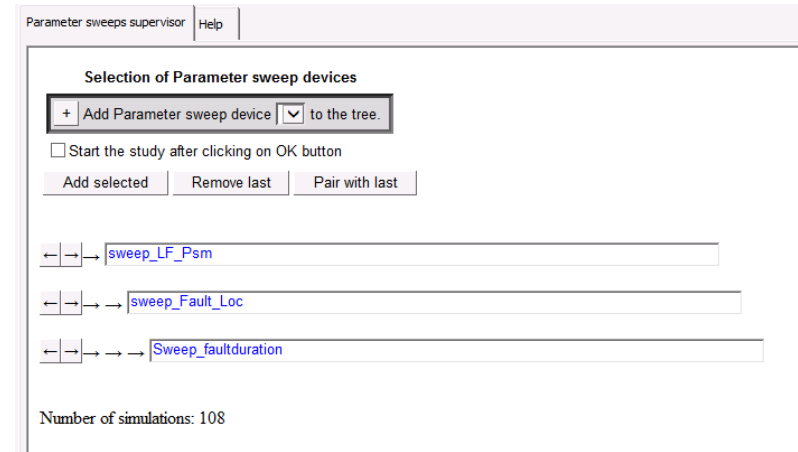 Parameter sweeps supervisor Help
Selection of Parameter sweep devices
+ Add Parameter sweep device to the tree.
Start the study after clicking on OK button
Add selected Remove last Pair with last
←→→ sweep_LF_Psm
←→→ → sweep_Fault_Loc
←→→ → → Sweep_faultduration
Number of simulations: 108